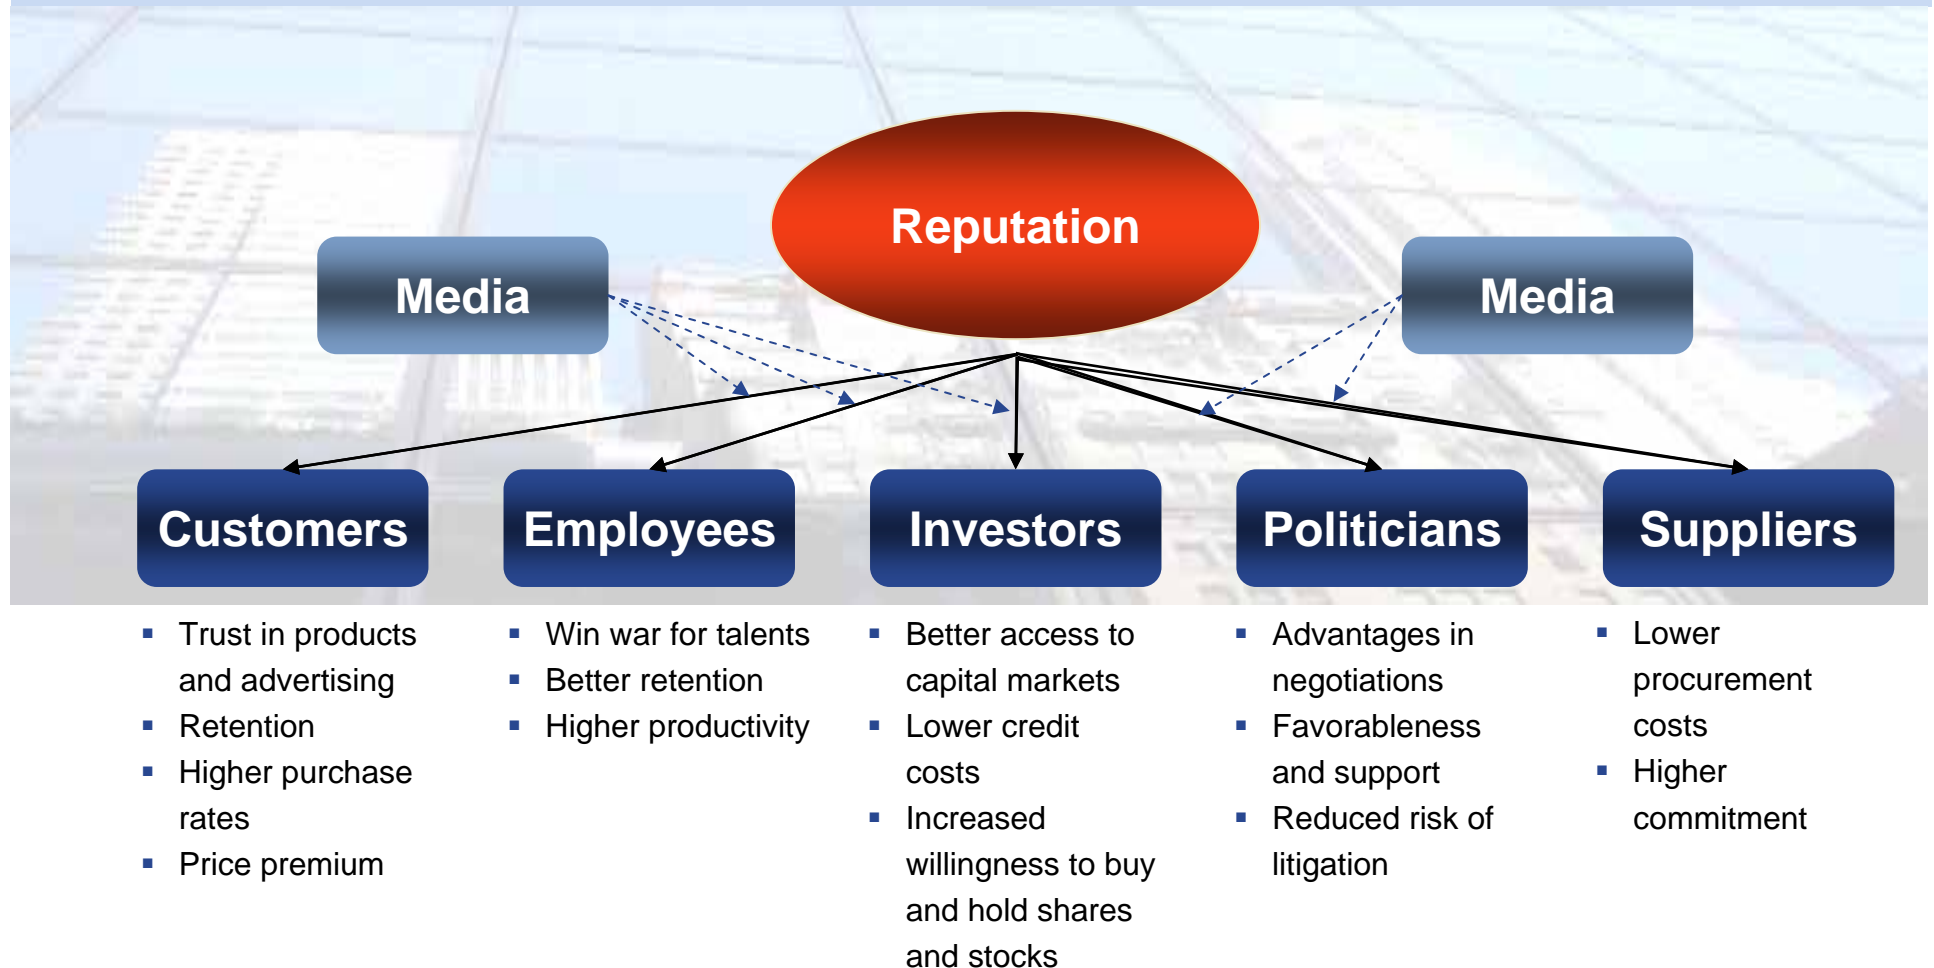 Reputation
Media
Media
Customers
Employees
Investors
Politicians
Suppliers
Trust in products
and advertising
Retention
Higher purchase
rates
Price premium
Win war for talents
Better retention
Higher productivity
Better access to
capital markets
Lower credit
costs
Increased
willingness to buy
and hold shares
and stocks
Advantages in
negotiations
Favorableness
and support
Reduced risk of
litigation
Lower
procurement
costs
Higher
commitment